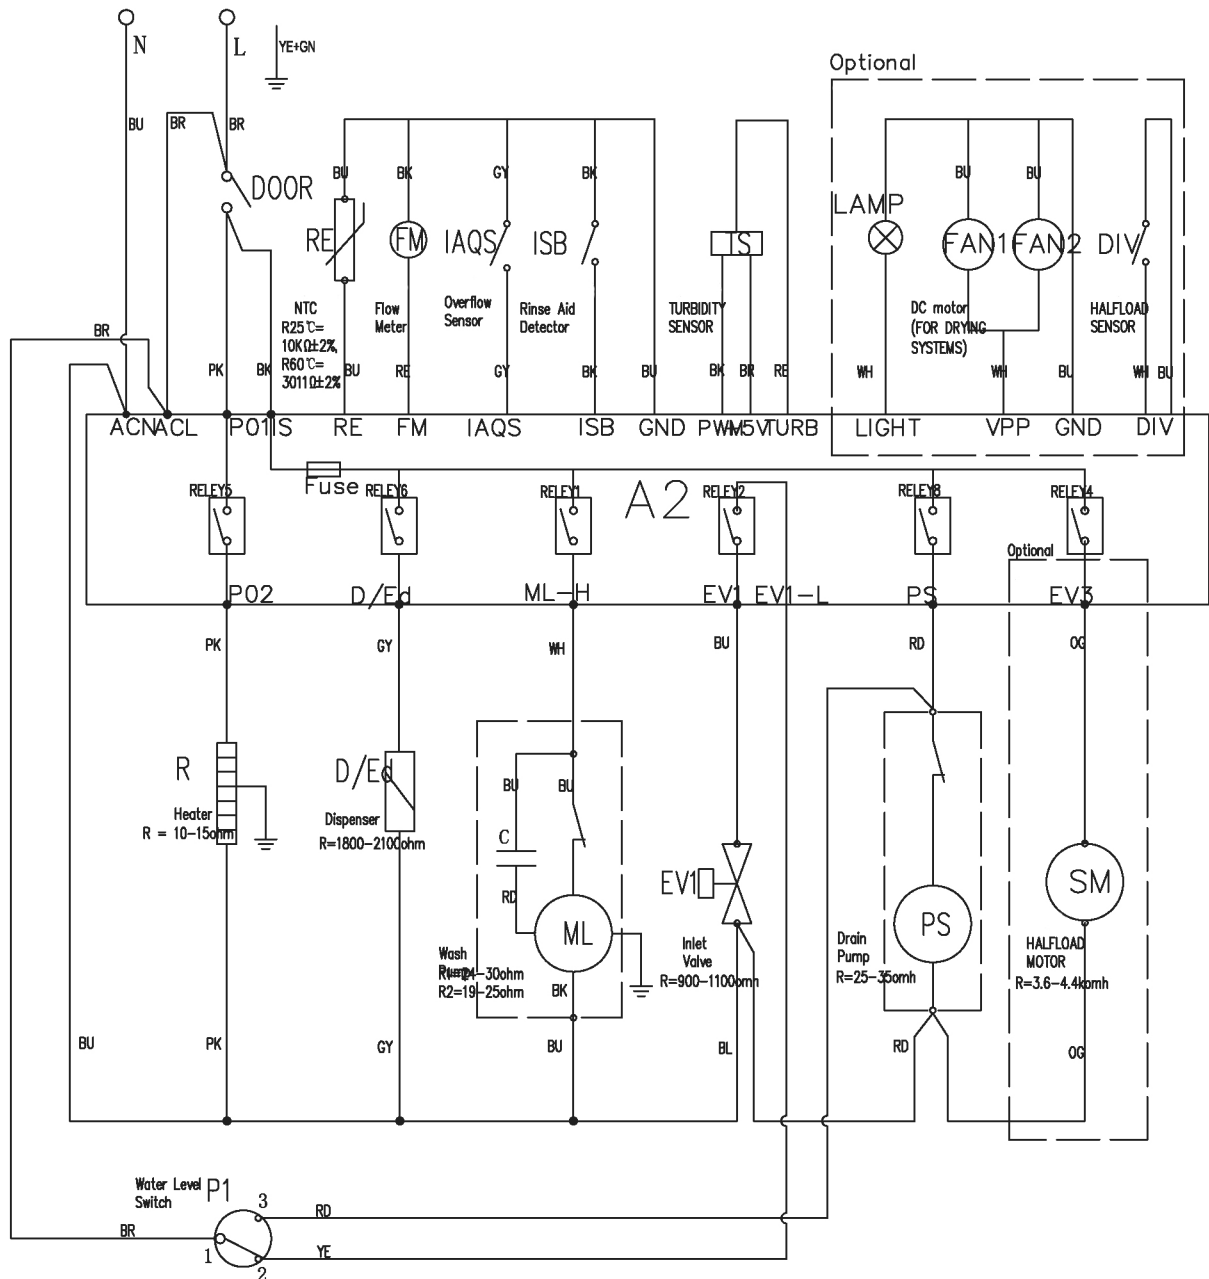 N
L
YE+GN
Optional
BU
BR
BR
DOOR
BU
BK
GY
BK
BU
BU
LAMP
RE
FM
IAQS
ISB
TS
FAN1
FAN2
DIV
NTC
R25℃=
10KΩ±2%,
R60℃=
3011Ω±2%
Flow
Meter
Overflow
Sensor
Rinse Aid
Detector
TURBIDITY
SENSOR
DC motor
(FOR DRYING
SYSTEMS)
HALFLOAD
SENSOR
BR
PK
BK
BU
RE
GY
BK
BU
BK
BR
RE
WH
WH
BU
WH
BU
ACN
ACL
P01
IS
RE
FM
IAQS
ISB
GND
PWM
+5V
TURB
LIGHT
VPP
GND
DIV
Fuse
RELEY5
RELEY6
RELEY1
A2
RELEY2
RELEY8
RELEY4
Optional
P02
D/Ed
ML-H
EV1
EV1-L
PS
EV3
PK
GY
WH
BU
RD
OG
R
Heater
R = 10-15ohm
D/Ed
Dispenser
R=1800-2100ohm
BU
BU
C
RD
ML
Wash
Pump
R1=24-30ohm
R2=19-25ohm
BK
EV1
Inlet
Valve
R=900-1100omh
PS
Drain
Pump
R=25-35omh
SM
HALFLOAD
MOTOR
R=3.6-4.4komh
BU
PK
GY
BU
BL
RD
OG
Water Level
Switch
P1
3
RD
BR
1
2
YE